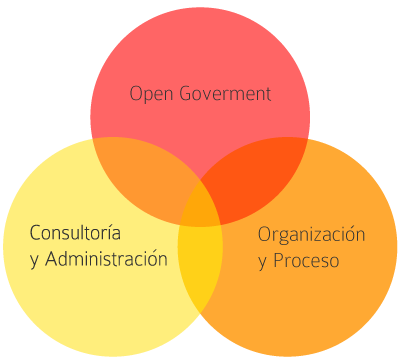 Open Goverment
Consultoría
y Administración
Organización
y Proceso